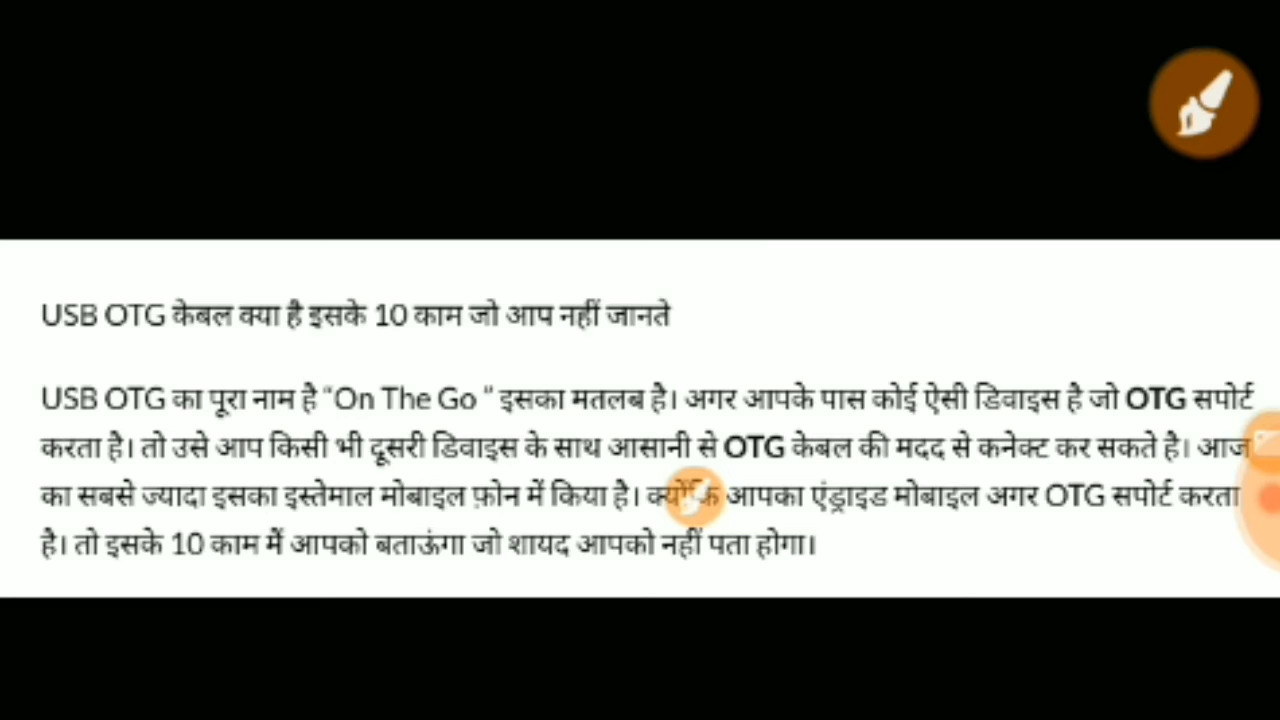 USB OTG केबल क्या है इसके 10 काम जो आप नहीं जानते
USB OTG का पूरा नाम है “On The Go ” इसका मतलब है। अगर आपके पास कोई ऐसी डिवाइस है जो OTG सपोर्ट
करता है। तो उसे आप किसी भी दूसरी डिवाइस के साथ आसानी से OTG केबल की मदद से कनेक्ट कर सकते है। आज
का सबसे ज्यादा इसका इस्तेमाल मोबाइल फ़ोन में किया है। क्योंकि आपका एंड्राइड मोबाइल अगर OTG सपोर्ट करता
है। तो इसके 10 काम मैं आपको बताऊंगा जो शायद आपको नहीं पता होगा।